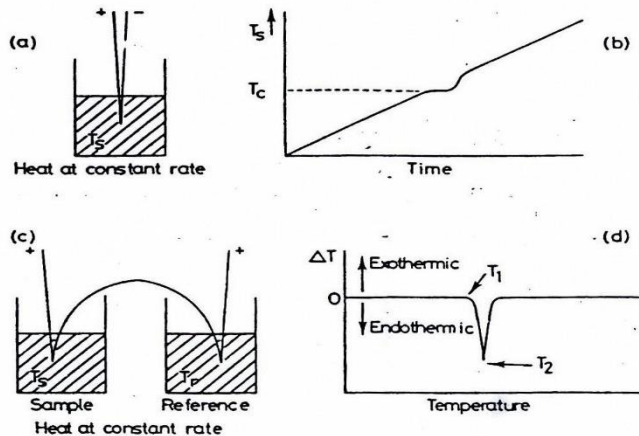 (a)
+ -
Ts
Heat at constant rate
Ts
(b)
Tc
Time
(c)
+
+
Ts
Tr
Sample
Reference
Heat at constant rate
(d)
ΔT
Exothermic
T1
O
Endothermic
T2
Temperature